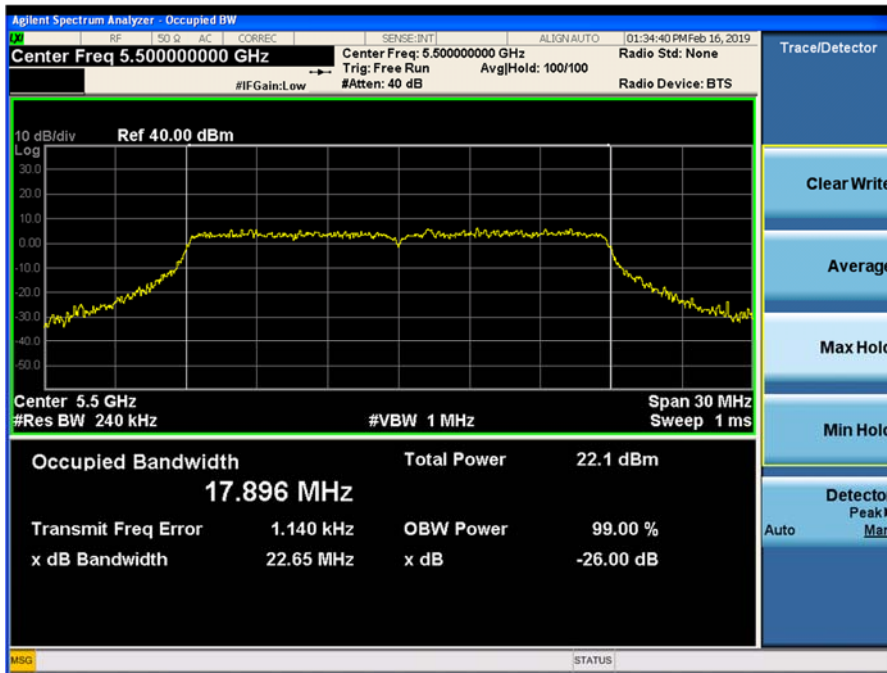 Agilent Spectrum Analyzer - Occupied BW
LXI RF 50 Ω AC CORREC SENSE:INT ALIGN AUTO 01:34:40 PM Feb 16, 2019
Center Freq 5.500000000 GHz
Center Freq: 5.500000000 GHz Radio Std: None
Trig: Free Run Avg|Hold: 100/100
#IFGain:Low #Atten: 40 dB Radio Device: BTS
10 dB/div Ref 40.00 dBm
Log
30.0
20.0
10.0
0.00
-10.0
-20.0
-30.0
-40.0
-50.0
Center 5.5 GHz Span 30 MHz
#Res BW 240 kHz #VBW 1 MHz Sweep 1 ms
Occupied Bandwidth Total Power 22.1 dBm
17.896 MHz
Transmit Freq Error 1.140 kHz OBW Power 99.00 %
x dB Bandwidth 22.65 MHz x dB -26.00 dB
MSG STATUS
Trace/Detector
Clear Write
Average
Max Hold
Min Hold
Detector
Peak
Auto Man